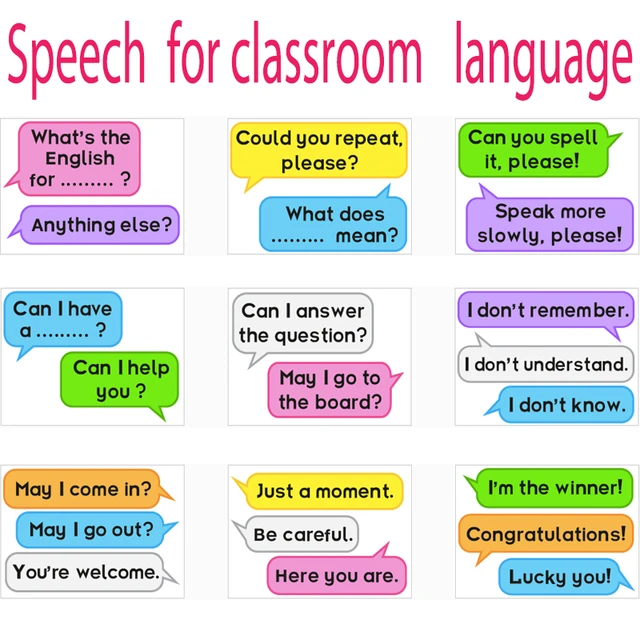 Speech for classroom language
What's the
English
for ......... ?
Anything else?
Could you repeat,
please?
What does
......... mean?
Can you spell
it, please!
Speak more
slowly, please!
Can I have
a ......... ?
Can I help
you ?
Can I answer
the question?
May I go to
the board?
I don't remember.
I don't understand.
I don't know.
May I come in?
May I go out?
You're welcome.
Just a moment.
Be careful.
Here you are.
I'm the winner!
Congratulations!
Lucky you!